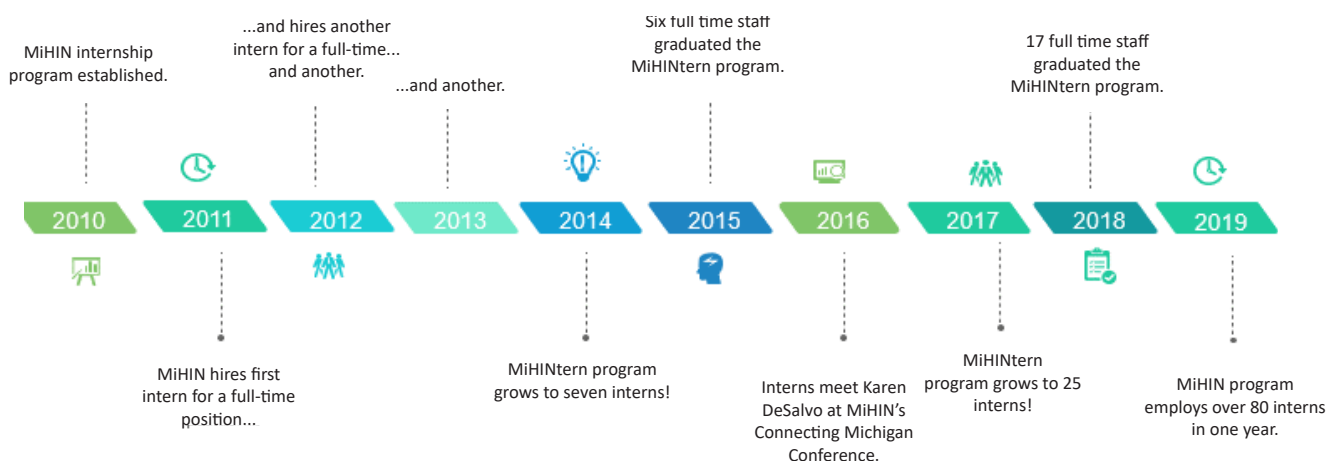 MiHIN internship
program established.
...and hires another
intern for a full-time...
and another.
...and another.
Six full time staff
graduated the
MiHINtern program.
17 full time staff
graduated the
MiHINtern program.
2010
2011
2012
2013
2014
2015
2016
2017
2018
2019
MiHIN hires first
intern for a full-time
position...
MiHINtern program
grows to seven interns!
Interns meet Karen
DeSalvo at MiHIN’s
Connecting Michigan
Conference.
MiHINtern
program grows to 25
interns!
MiHIN program
employs over 80 interns
in one year.